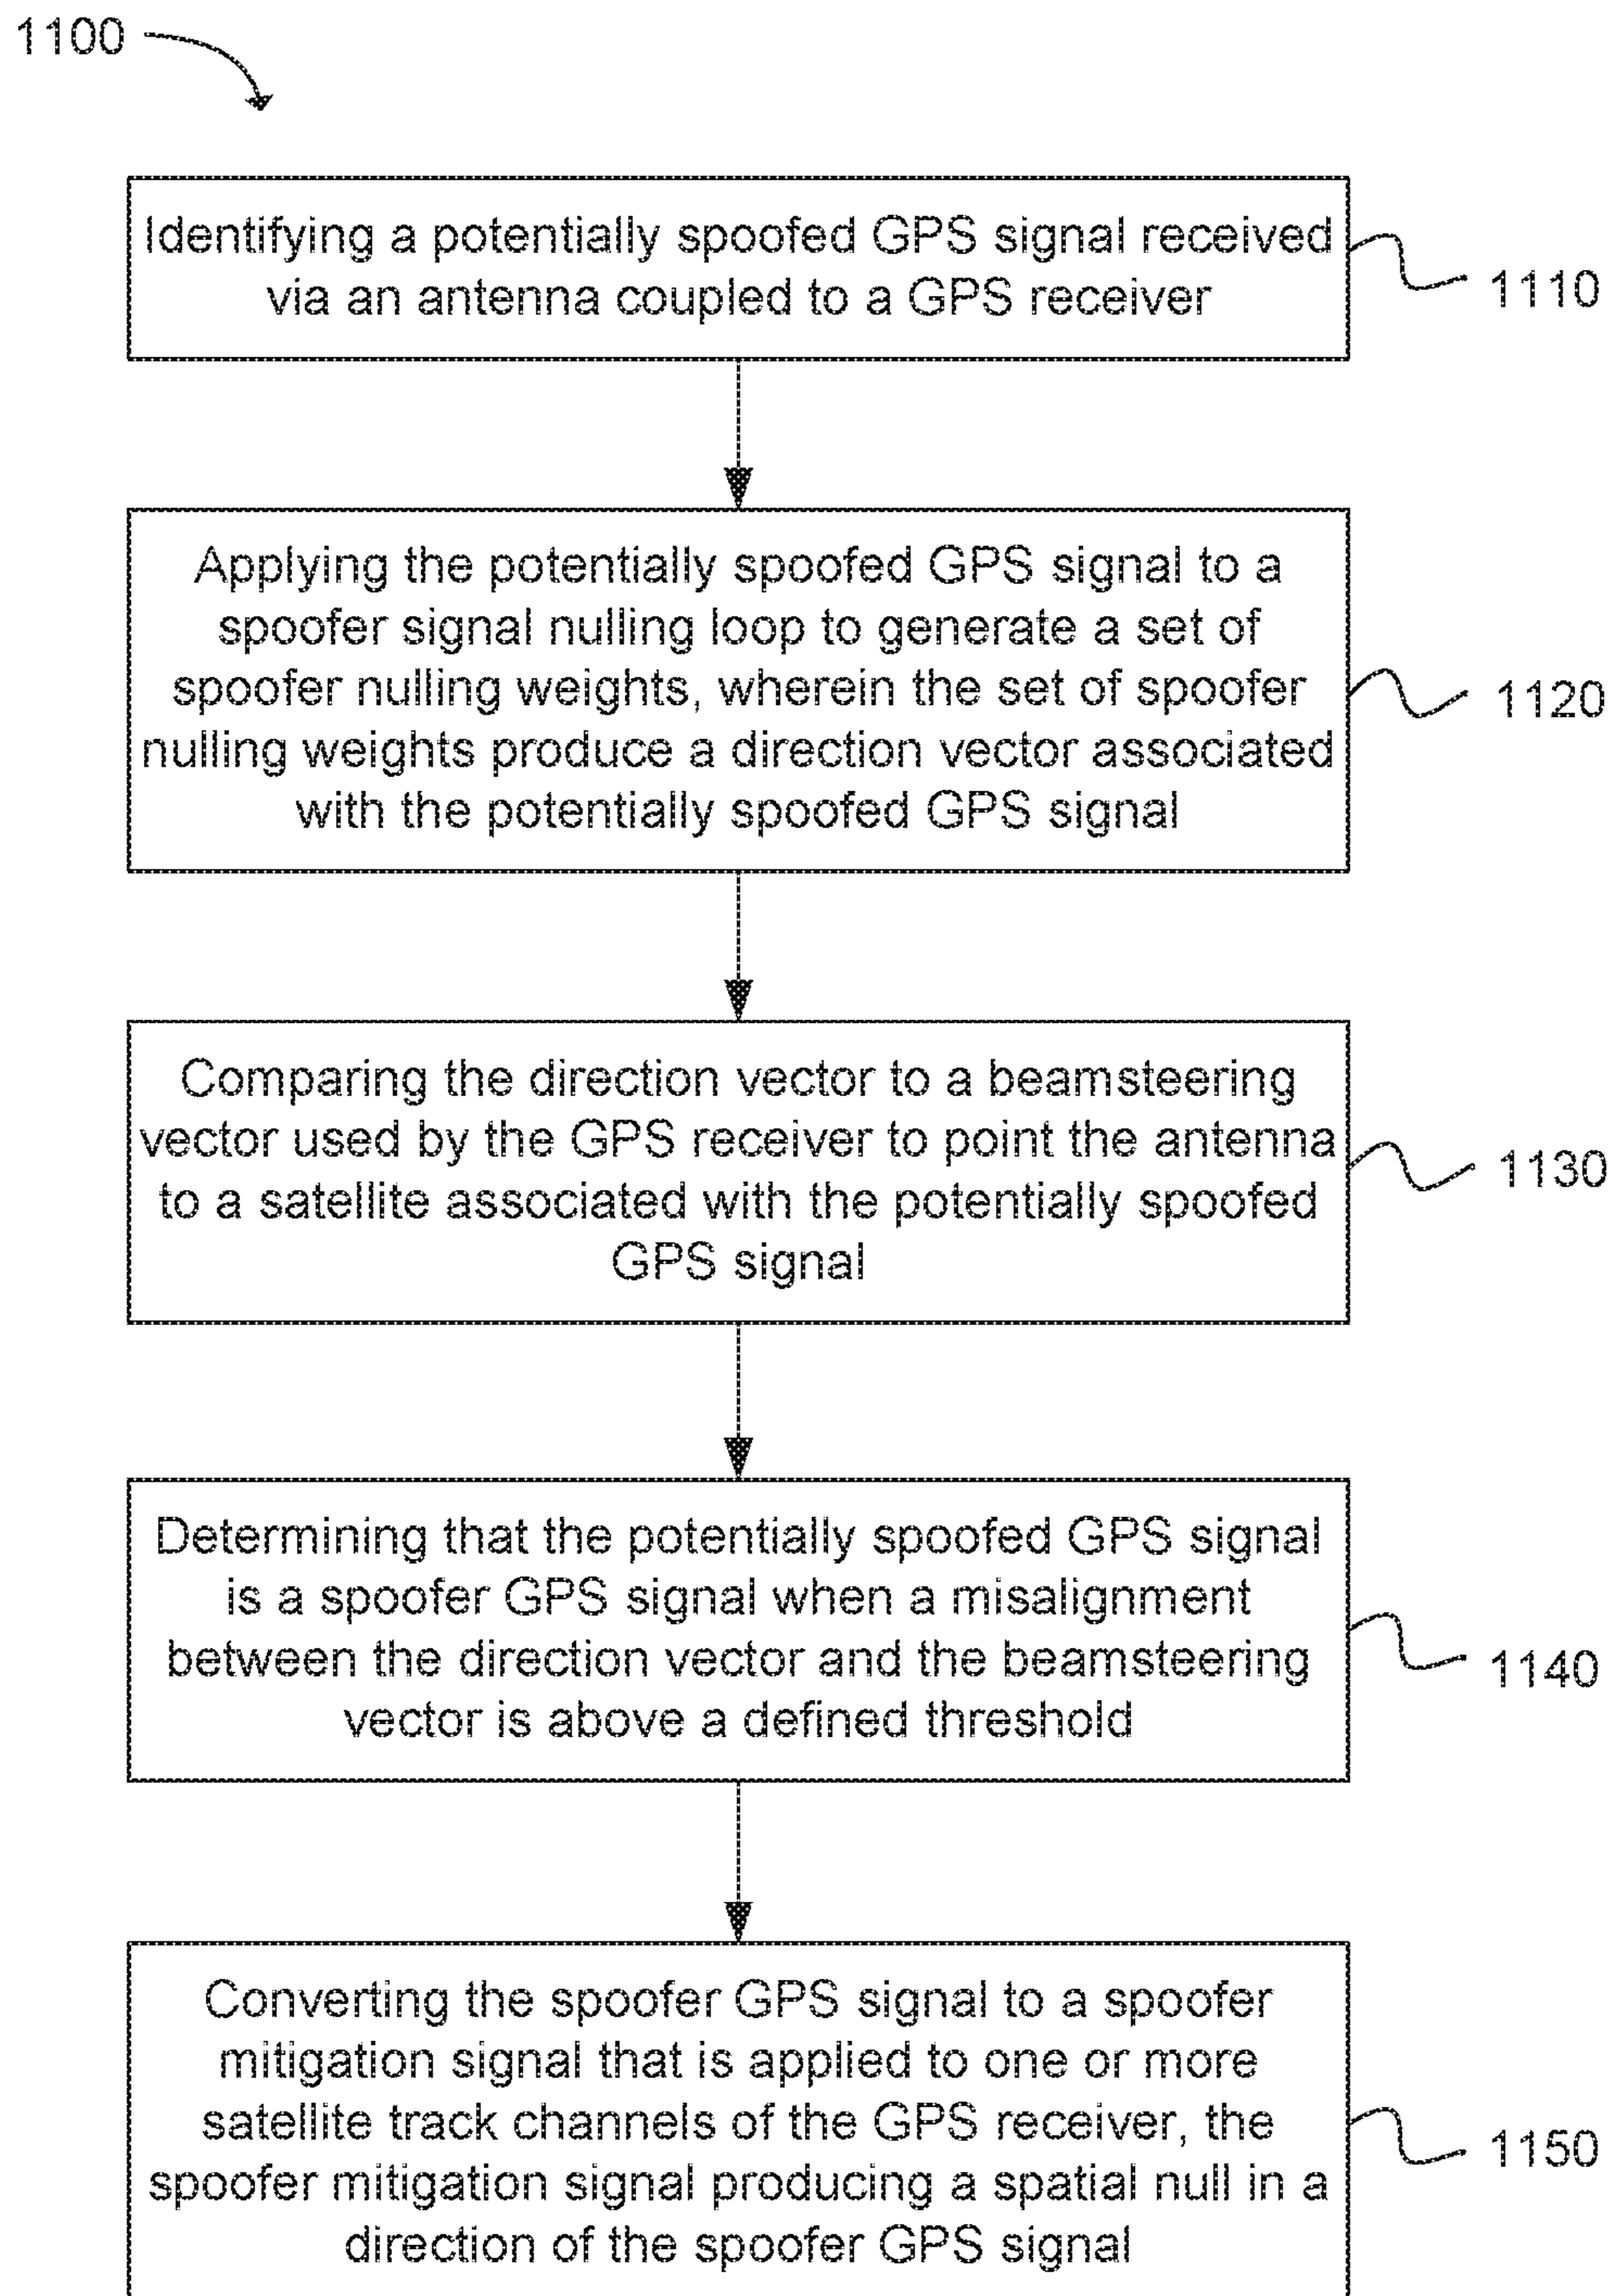 1100
Identifying a potentially spoofed GPS signal received
via an antenna coupled to a GPS receiver
1110
Applying the potentially spoofed GPS signal to a
spoofer signal nulling loop to generate a set of
spoofer nulling weights, wherein the set of spoofer
nulling weights produce a direction vector associated
with the potentially spoofed GPS signal
1120
Comparing the direction vector to a beamsteering
vector used by the GPS receiver to point the antenna
to a satellite associated with the potentially spoofed
GPS signal
1130
Determining that the potentially spoofed GPS signal
is a spoofer GPS signal when a misalignment
between the direction vector and the beamsteering
vector is above a defined threshold
1140
Converting the spoofer GPS signal to a spoofer
mitigation signal that is applied to one or more
satellite track channels of the GPS receiver, the
spoofer mitigation signal producing a spatial null in a
direction of the spoofer GPS signal
1150